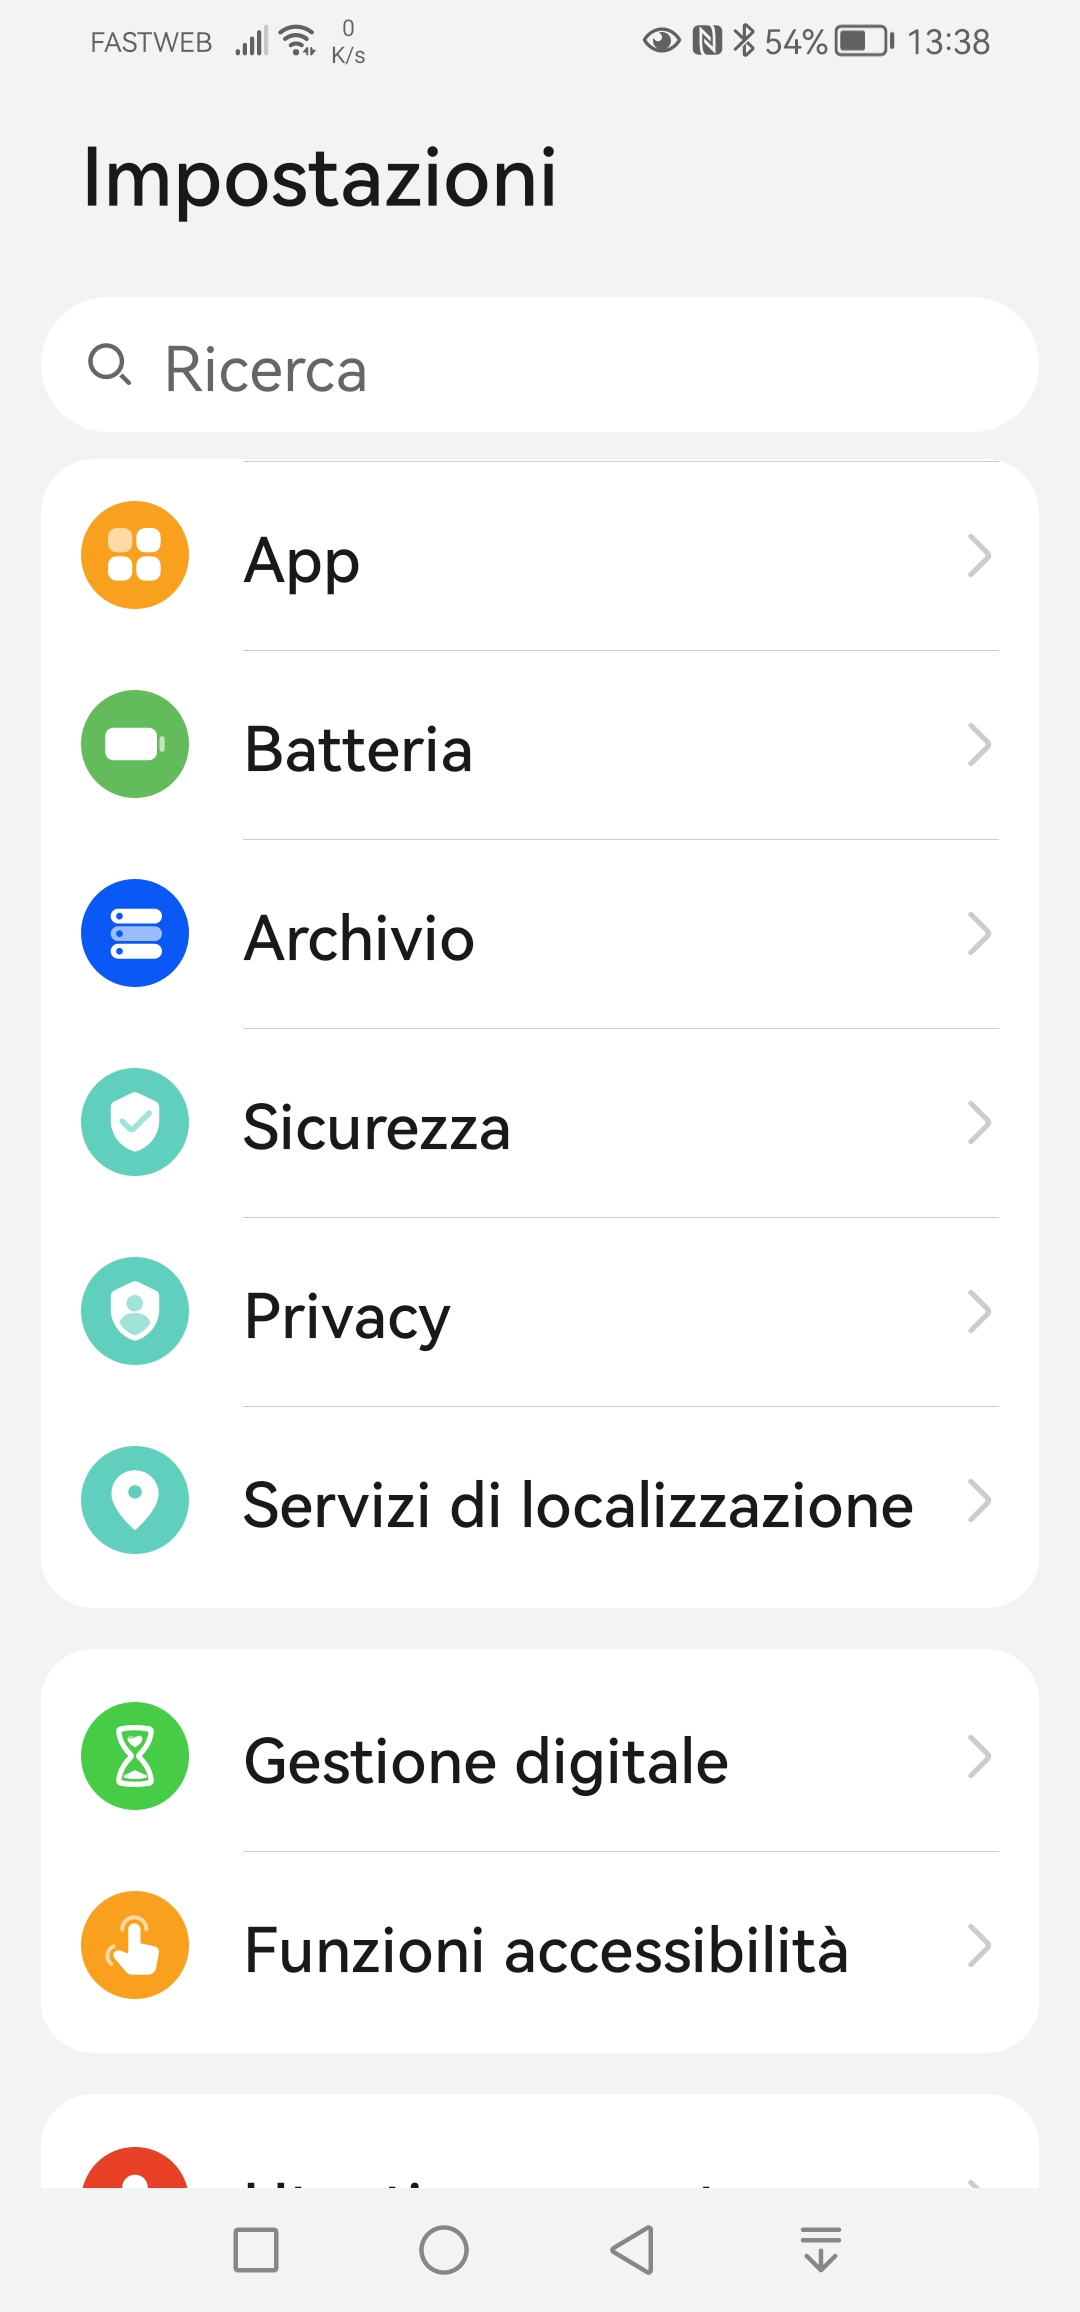 FASTWEB 0 K/s 54% 13:38
Impostazioni
Ricerca
App
Batteria
Archivio
Sicurezza
Privacy
Servizi di localizzazione
Gestione digitale
Funzioni accessibilità